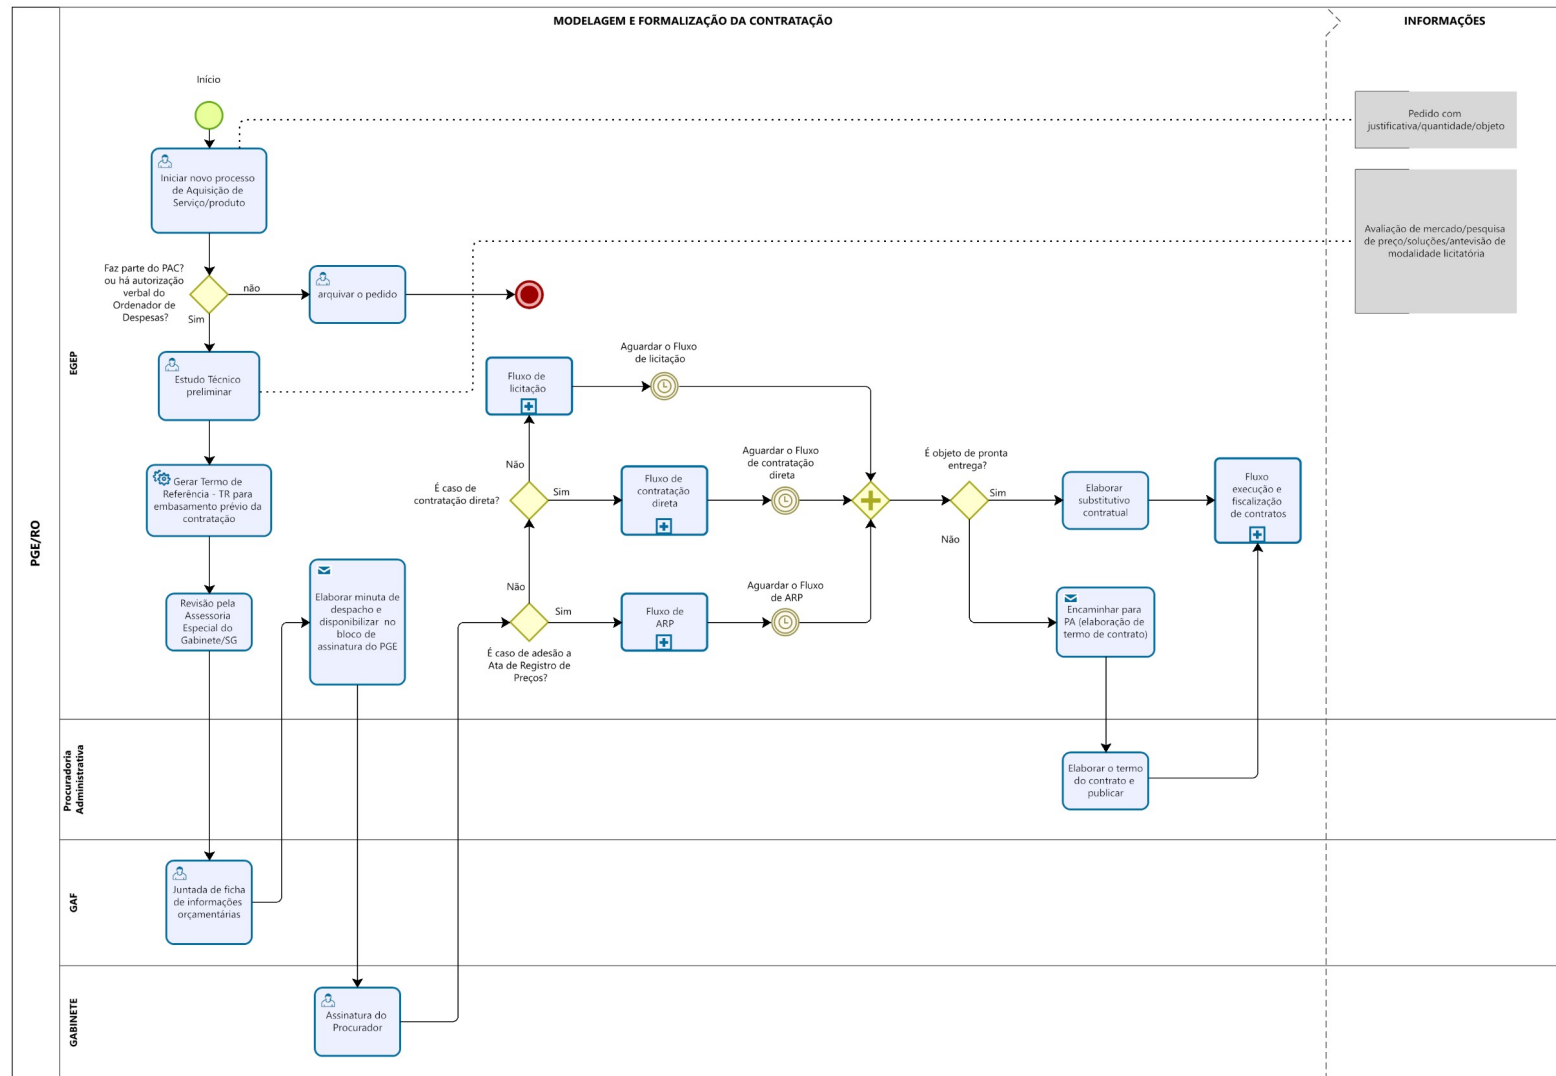 MODELAGEM E FORMALIZAÇÃO DA CONTRATAÇÃO
INFORMAÇÕES
PGE/RO
EGEP
Início
Iniciar novo processo
de Aquisição de
Serviço/produto
Pedido com
justificativa/quantidade/objeto
Avaliação de mercado/pesquisa
de preço/soluções/antevisão de
modalidade licitatória
Faz parte do PAC?
ou há autorização
verbal do
Ordenador de
Despesas?
não
Sim
arquivar o pedido
Estudo Técnico
preliminar
Gerar Termo de
Referência - TR para
embasamento prévio da
contratação
Revisão pela
Assessoria
Especial do
Gabinete/SG
Elaborar minuta de
despacho e
disponibilizar no
bloco de
assinatura do PGE
Fluxo de
licitação
Aguardar o Fluxo
de licitação
Não
É caso de
contratação direta?
Sim
Fluxo de
contratação
direta
Aguardar o Fluxo
de contratação
direta
Não
Sim
É caso de adesão a
Ata de Registro de
Preços?
Fluxo de
ARP
Aguardar o Fluxo
de ARP
É objeto de pronta
entrega?
Sim
Não
Elaborar
substitutivo
contratual
Fluxo
execução e
fiscalização
de contratos
Encaminhar para
PA (elaboração de
termo de contrato)
Procuradoria
Administrativa
Elaborar o termo
do contrato e
publicar
GAF
Juntada de ficha
de informações
orçamentárias
GABINETE
Assinatura do
Procurador